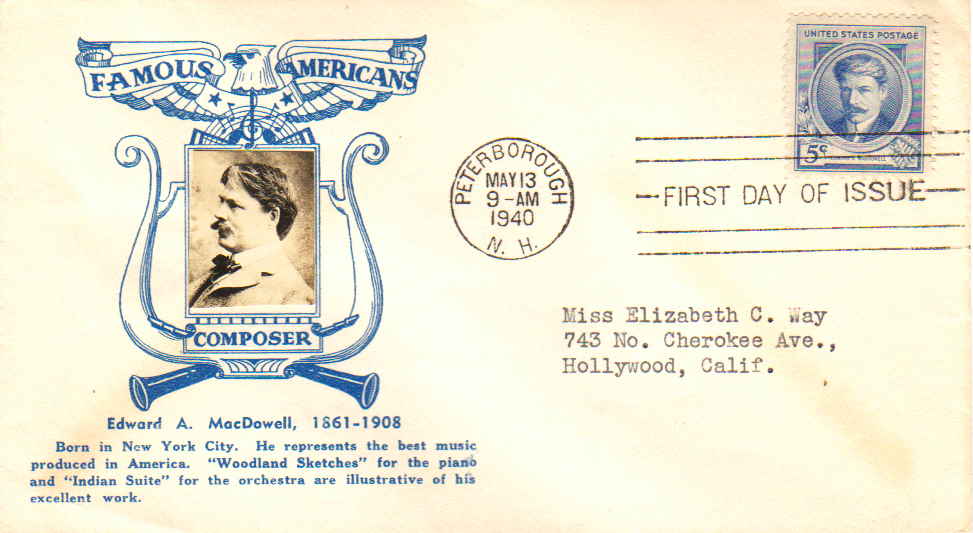 FAMOUS AMERICANS
COMPOSER
Edward A. MacDowell, 1861-1908
Born in New York City. He represents the best music
produced in America. "Woodland Sketches" for the piano
and "Indian Suite" for the orchestra are illustrative of his
excellent work.
PETERBOROUGH
MAY 13
9-AM
1940
N. H.
UNITED STATES POSTAGE
5¢
FIRST DAY OF ISSUE
Miss Elizabeth C. Way
743 No. Cherokee Ave.,
Hollywood, Calif.